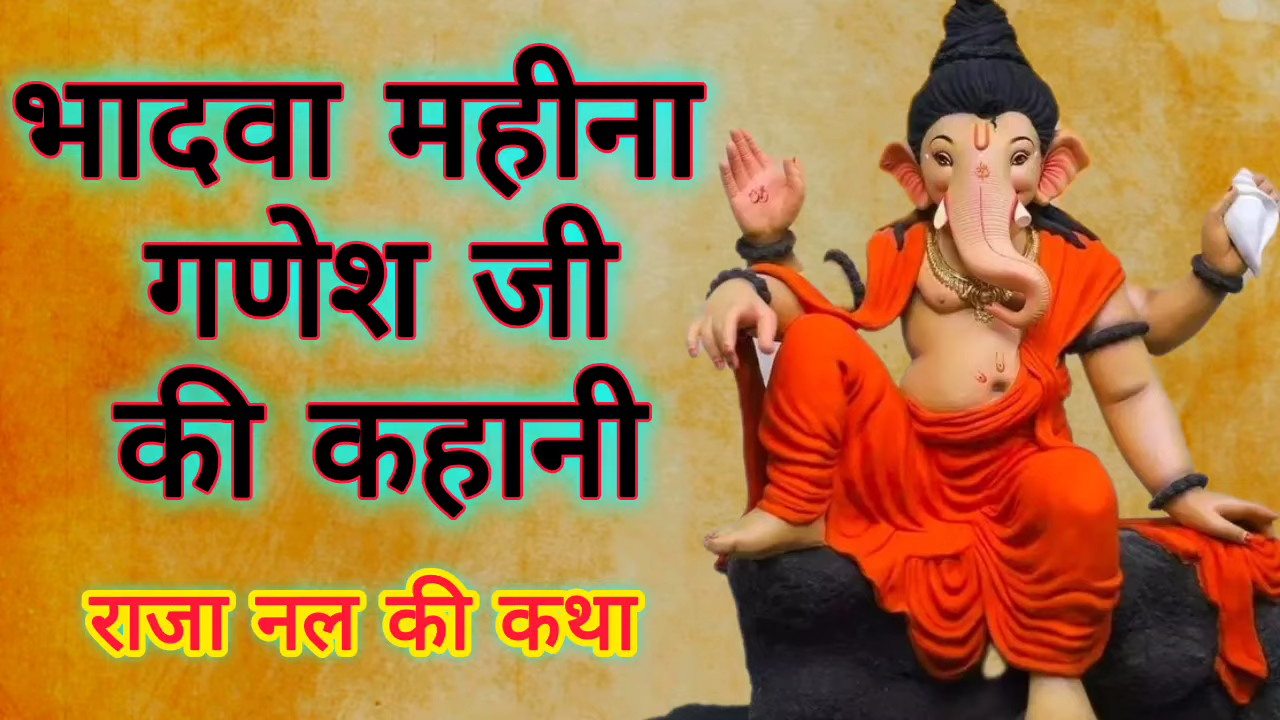 भादवा महीना
गणेश जी
की कहानी
राजा नल की कथा
ॐ